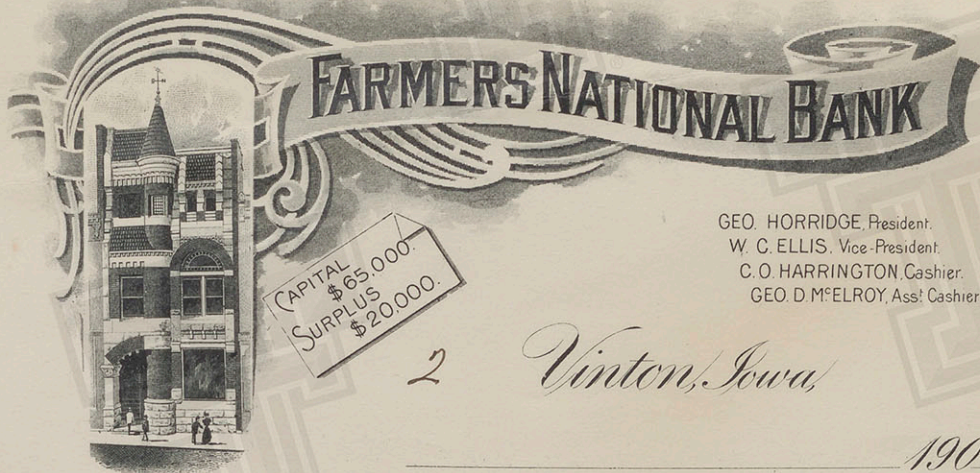 FARMERS NATIONAL BANK
GEO. HORRIDGE, President.
W. C. ELLIS, Vice-President.
C. O. HARRINGTON, Cashier.
GEO. D. McELROY, Ass't Cashier
CAPITAL
$65,000.
SURPLUS
$20,000.
2 Vinton, Iowa,
190